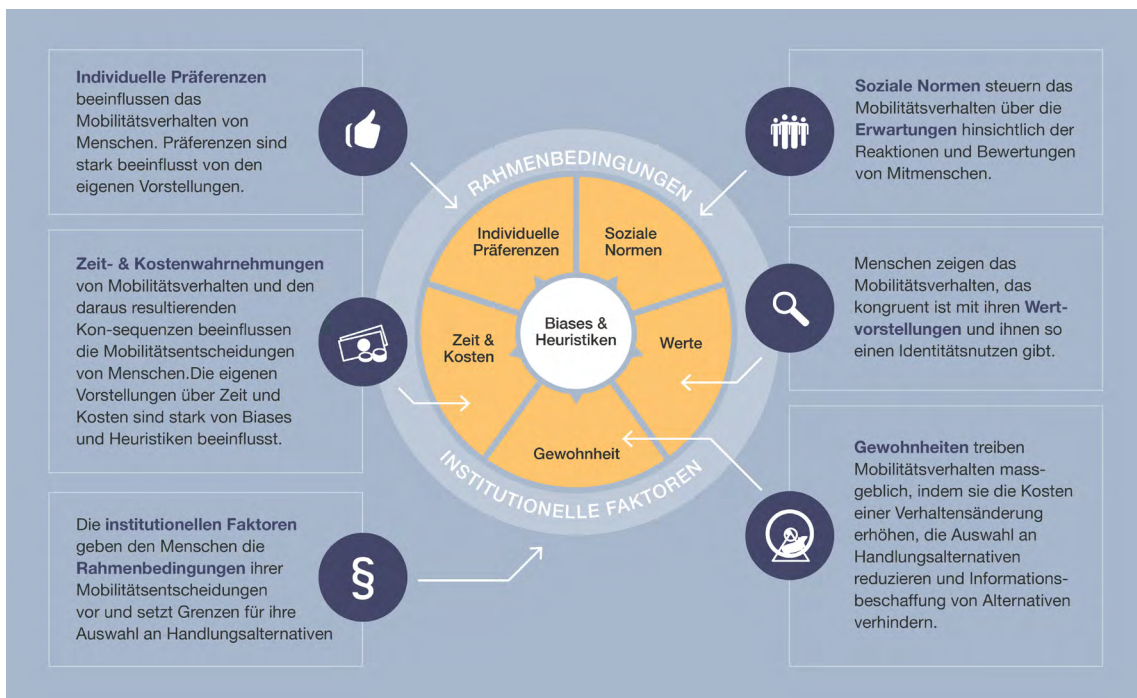 Individuelle Präferenzen
beeinflussen das
Mobilitätsverhalten von
Menschen. Präferenzen sind
stark beeinflusst von den
eigenen Vorstellungen.
Zeit- & Kostenwahrnehmungen
von Mobilitätsverhalten und den
daraus resultierenden
Kon-sequenzen beeinflussen
die Mobilitätsentscheidungen
von Menschen.Die eigenen
Vorstellungen über Zeit und
Kosten sind stark von Biases
und Heuristiken beeinflusst.
Die institutionellen Faktoren
geben den Menschen die
Rahmenbedingungen ihrer
Mobilitätsentscheidungen
vor und setzt Grenzen für ihre
Auswahl an Handlungsalternativen
§
RAHMENBEDINGUNGEN
Individuelle
Präferenzen
Soziale
Normen
Zeit &
Kosten
Biases &
Heuristiken
Werte
Gewohnheit
INSTITUTIONELLE FAKTOREN
Soziale Normen steuern das
Mobilitätsverhalten über die
Erwartungen hinsichtlich der
Reaktionen und Bewertungen
von Mitmenschen.
Menschen zeigen das
Mobilitätsverhalten, das
kongruent ist mit ihren Wert-
vorstellungen und ihnen so
einen Identitätsnutzen gibt.
Gewohnheiten treiben
Mobilitätsverhalten mass-
geblich, indem sie die Kosten
einer Verhaltensänderung
erhöhen, die Auswahl an
Handlungsalternativen
reduzieren und Informations-
beschaffung von Alternativen
verhindern.